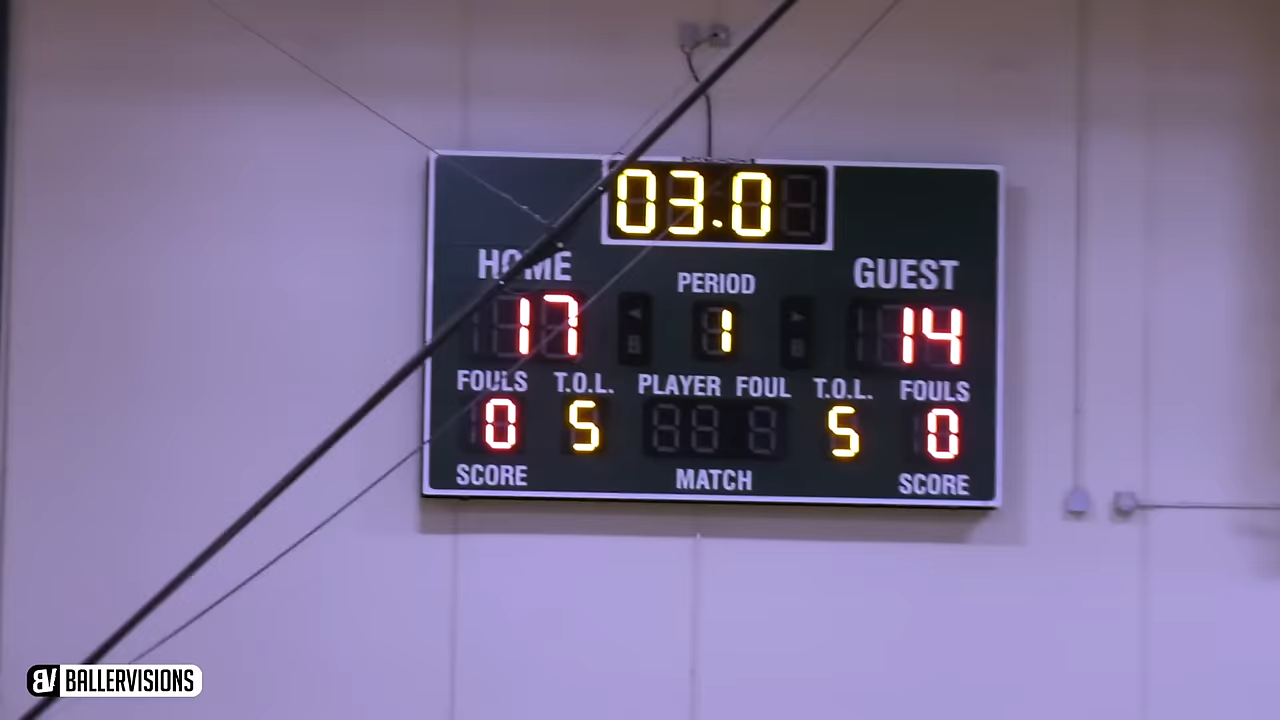 03.0
HOME PERIOD GUEST
17 1 14
FOULS T.O.L. PLAYER FOUL T.O.L. FOULS
0 5 5 0
SCORE MATCH SCORE
BV BALLERVISIONS